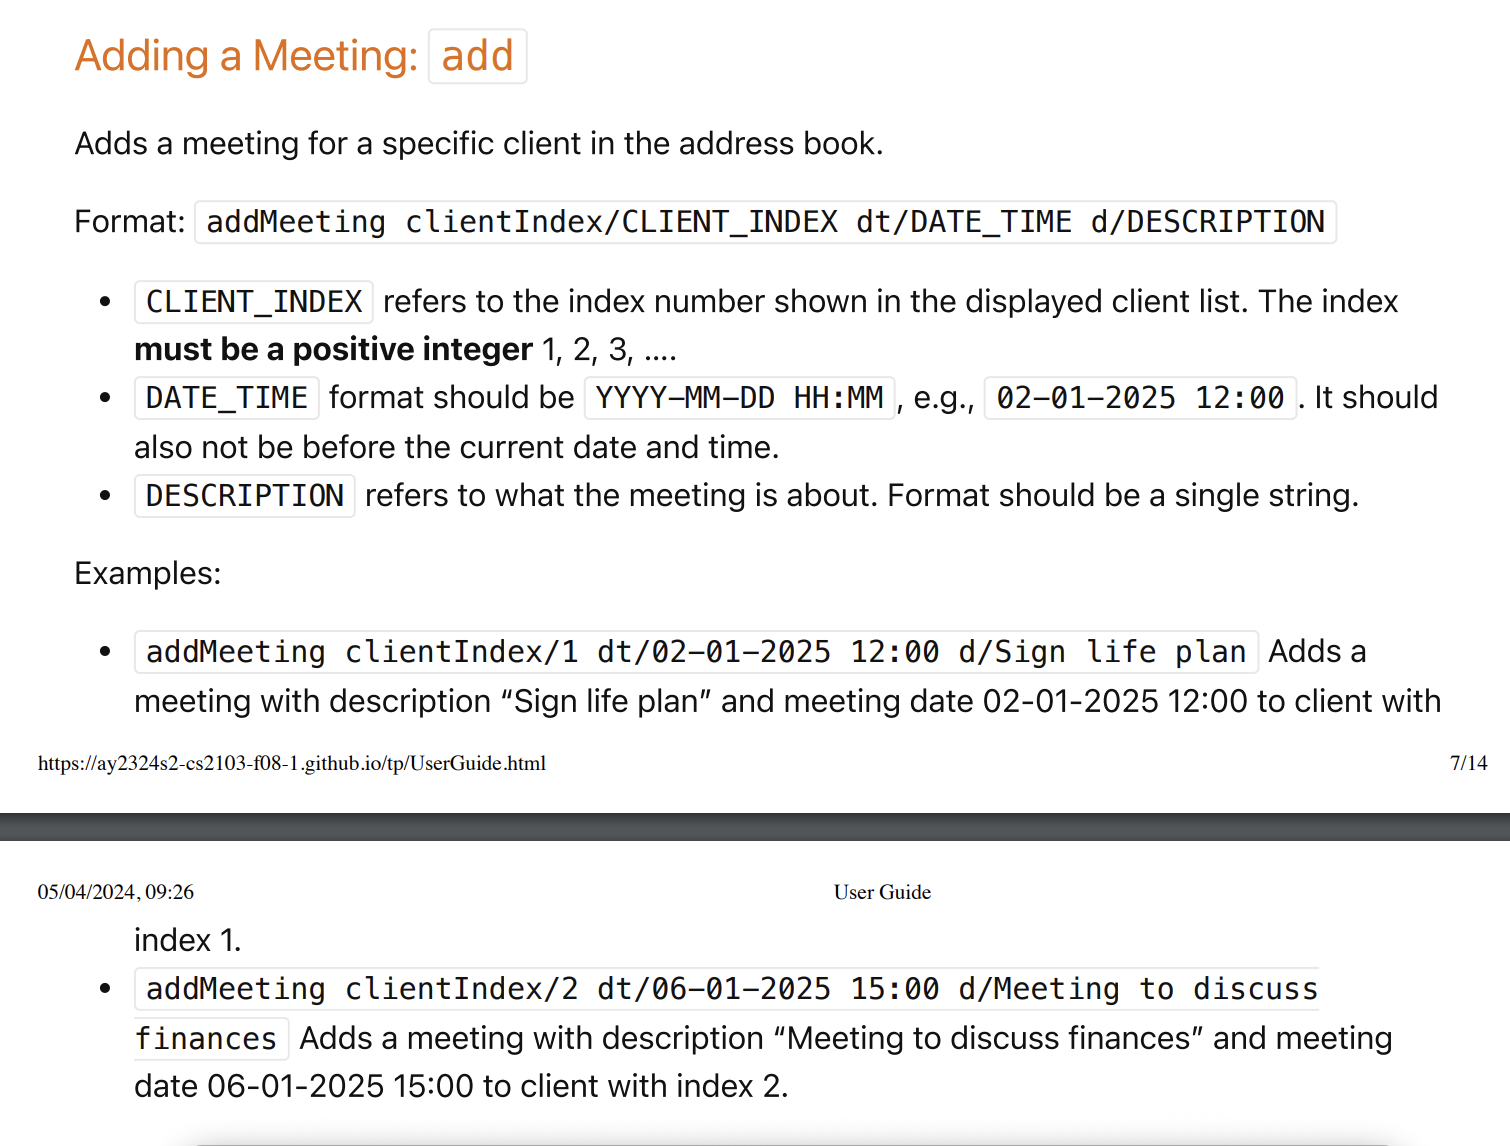 Adding a Meeting: add
Adds a meeting for a specific client in the address book.
Format: addMeeting clientIndex/CLIENT_INDEX dt/DATE_TIME d/DESCRIPTION
• CLIENT_INDEX refers to the index number shown in the displayed client list. The index
must be a positive integer 1, 2, 3, ….
• DATE_TIME format should be YYYY-MM-DD HH:MM , e.g., 02-01-2025 12:00 . It should
also not be before the current date and time.
• DESCRIPTION refers to what the meeting is about. Format should be a single string.
Examples:
• addMeeting clientIndex/1 dt/02-01-2025 12:00 d/Sign life plan Adds a
meeting with description “Sign life plan” and meeting date 02-01-2025 12:00 to client with
https://ay2324s2-cs2103-f08-1.github.io/tp/UserGuide.html 7/14
05/04/2024, 09:26 User Guide
index 1.
• addMeeting clientIndex/2 dt/06-01-2025 15:00 d/Meeting to discuss
finances Adds a meeting with description “Meeting to discuss finances” and meeting
date 06-01-2025 15:00 to client with index 2.